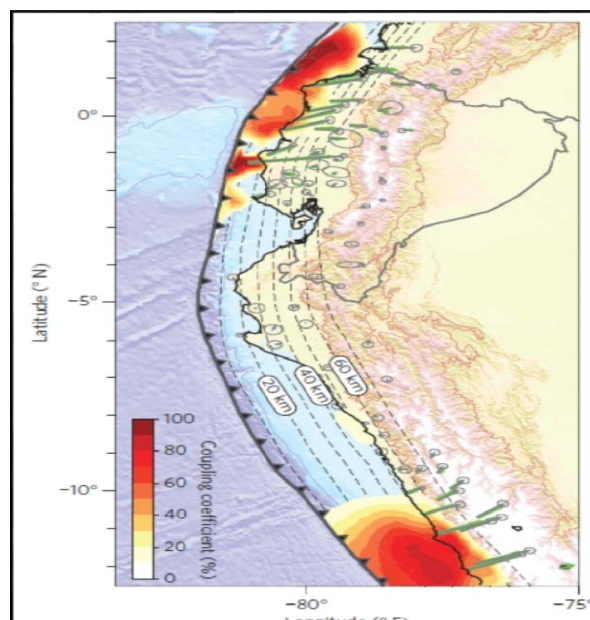 0°
−5°
−10°
Latitude (° N)
20 km
40 km
60 km
100
80
60
40
20
0
Coupling coefficient (%)
−80°
−75°
Longitude (° E)